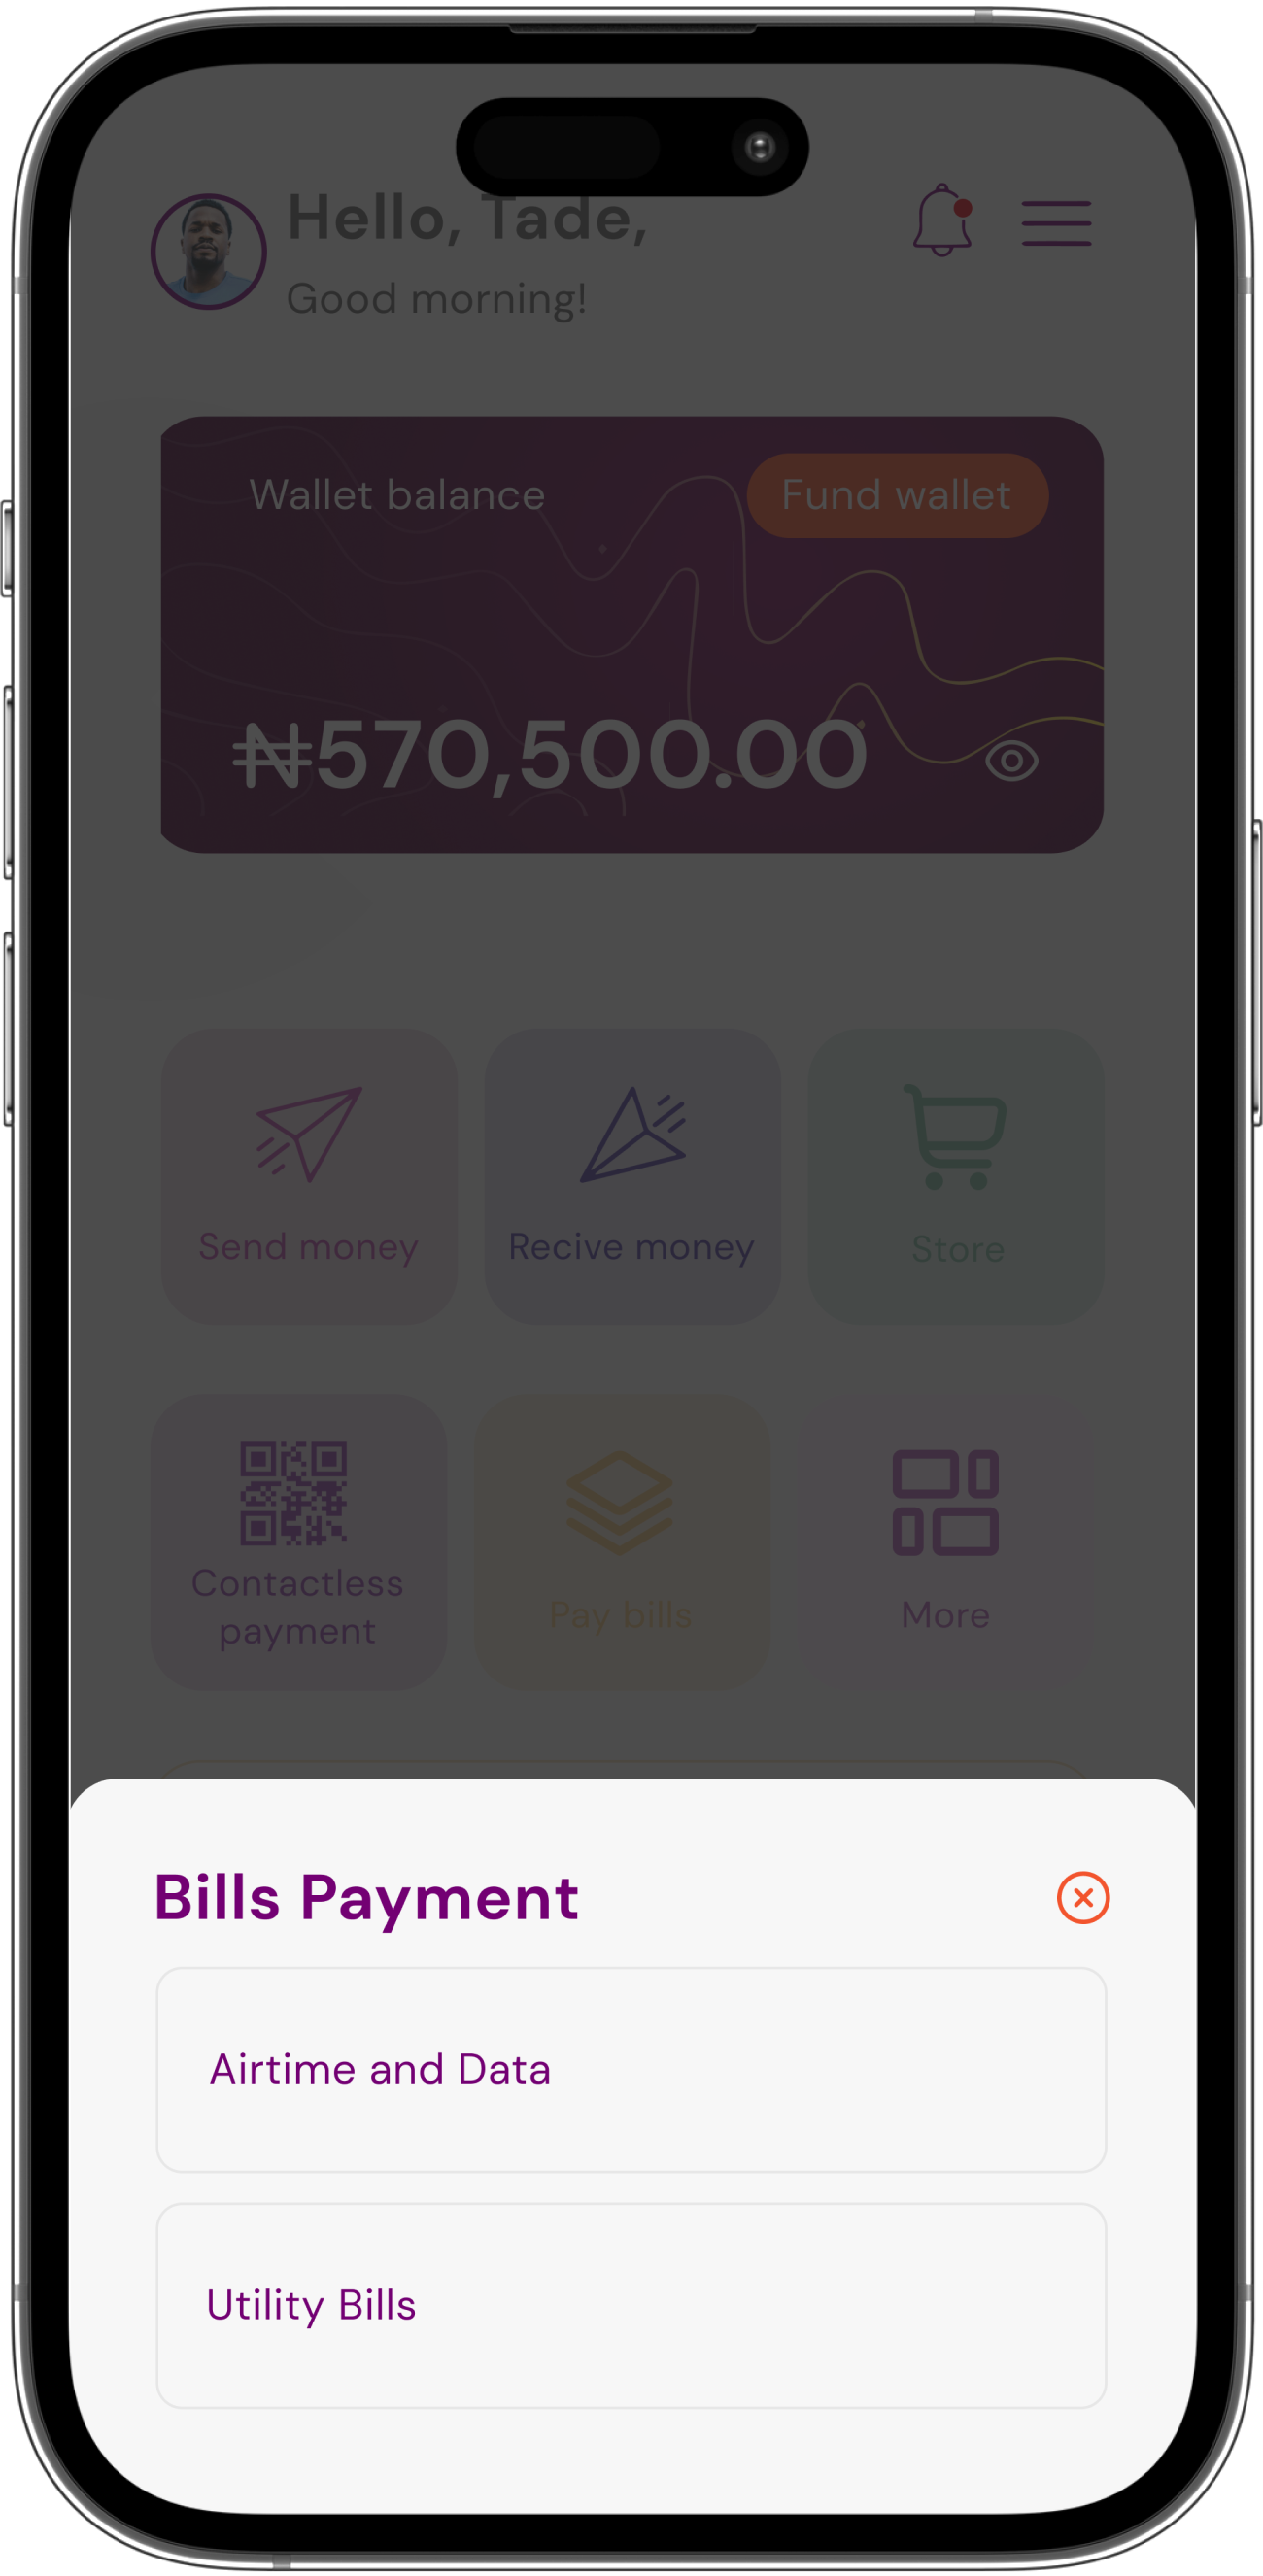 Hello, Tade,
Good morning!
Wallet balance
Fund wallet
₦570,500.00
Send money
Recive money
Store
Contactless
payment
Pay bills
More
Bills Payment
Airtime and Data
Utility Bills